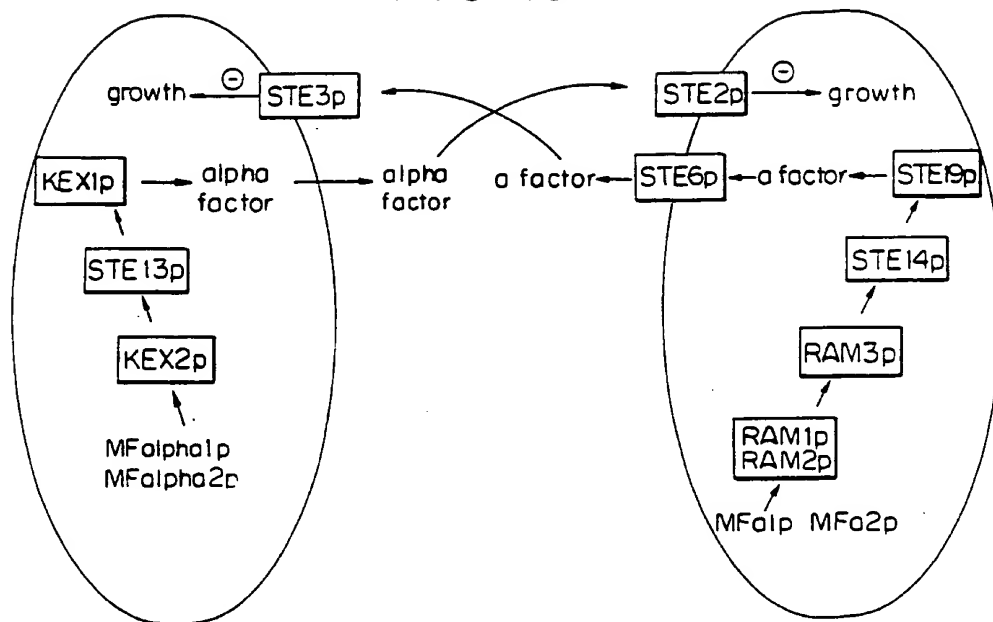 growth
⊖
STE3p
STE2p
⊖
growth
KEX1p
alpha
factor
alpha
factor
a factor
STE6p
a factor
STE19p
STE13p
STE14p
KEX2p
RAM3p
MFalpha1p
MFalpha2p
RAM1p
RAM2p
MFa1p MFa2p